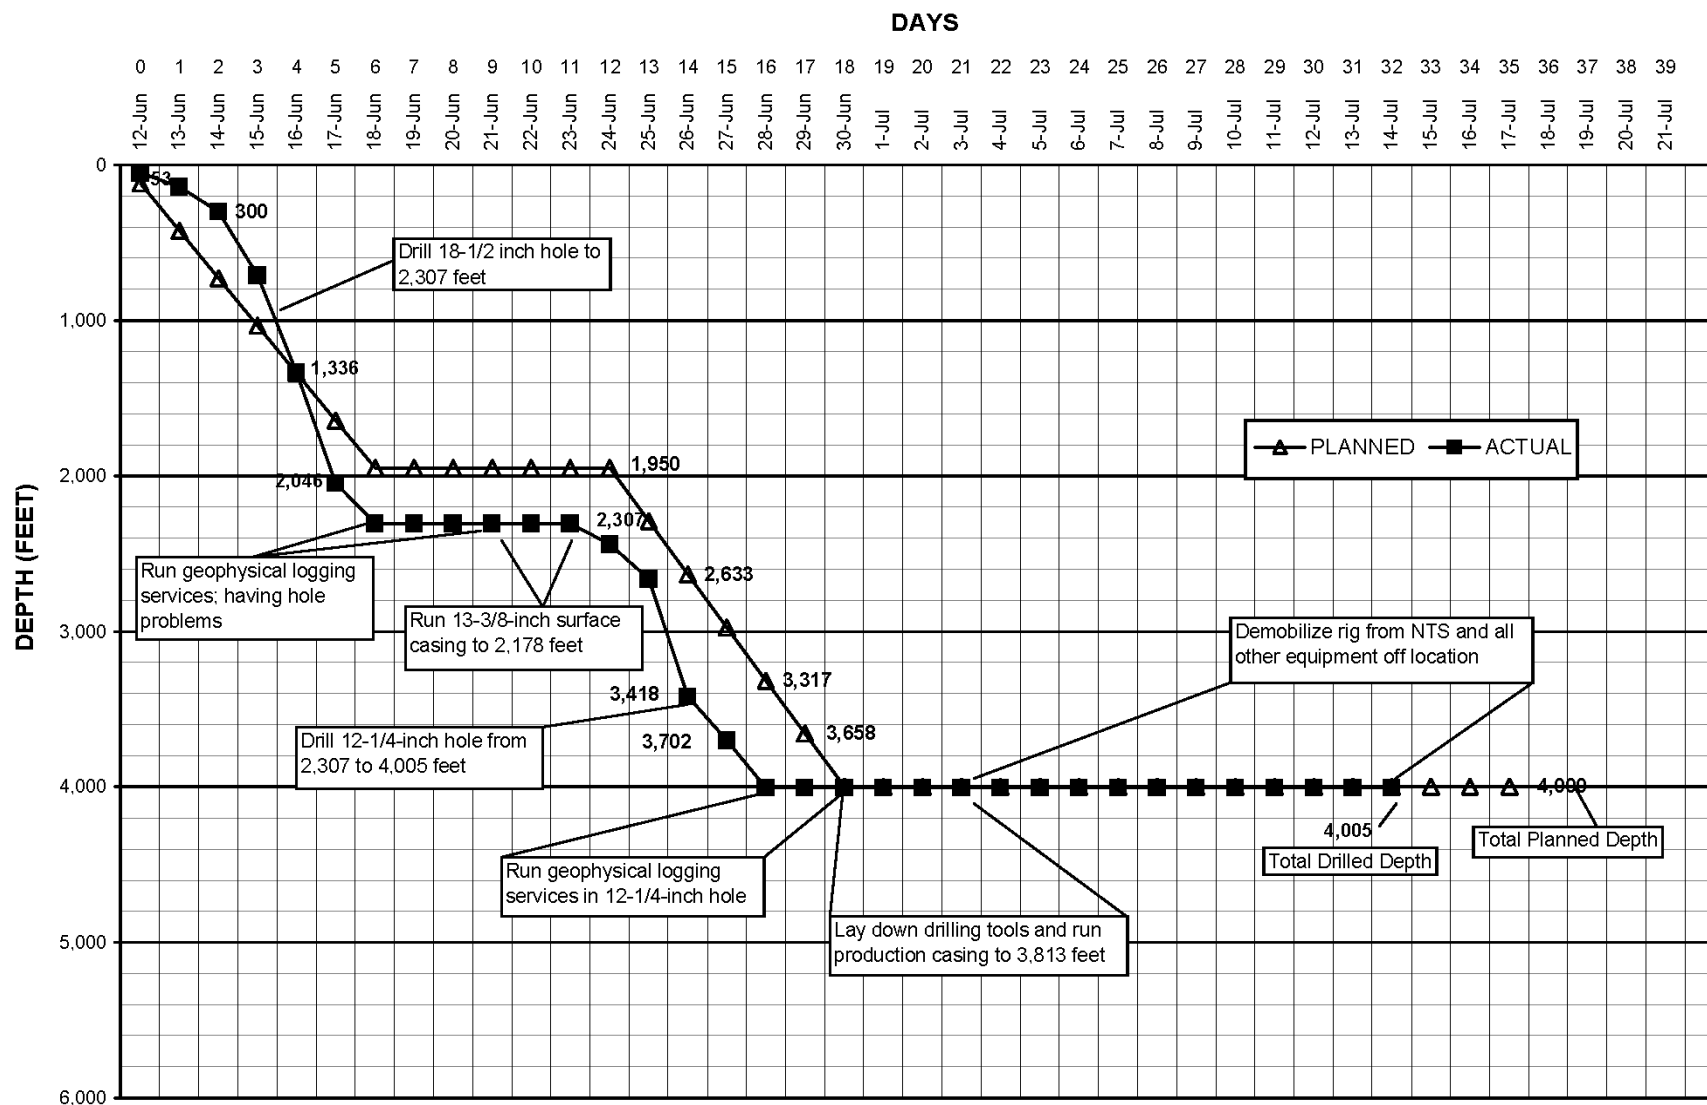 DAYS
0 1 2 3 4 5 6 7 8 9 10 11 12 13 14 15 16 17 18 19 20 21 22 23 24 25 26 27 28 29 30 31 32 33 34 35 36 37 38 39
12-Jun 13-Jun 14-Jun 15-Jun 16-Jun 17-Jun 18-Jun 19-Jun 20-Jun 21-Jun 22-Jun 23-Jun 24-Jun 25-Jun 26-Jun 27-Jun 28-Jun 29-Jun 30-Jun 1-Jul 2-Jul 3-Jul 4-Jul 5-Jul 6-Jul 7-Jul 8-Jul 9-Jul 10-Jul 11-Jul 12-Jul 13-Jul 14-Jul 15-Jul 16-Jul 17-Jul 18-Jul 19-Jul 20-Jul 21-Jul
DEPTH (FEET)
0
53
300
Drill 18-1/2 inch hole to
2,307 feet
1,000
1,336
PLANNED ACTUAL
1,950
2,000
2,046
2,307
Run geophysical logging
services; having hole
problems
2,633
Run 13-3/8-inch surface
casing to 2,178 feet
3,000
Demobilize rig from NTS and all
other equipment off location
3,317
3,418
3,658
3,702
Drill 12-1/4-inch hole from
2,307 to 4,005 feet
4,000
4,000
4,005
Total Drilled Depth
Total Planned Depth
Run geophysical logging
services in 12-1/4-inch hole
Lay down drilling tools and run
production casing to 3,813 feet
5,000
6,000